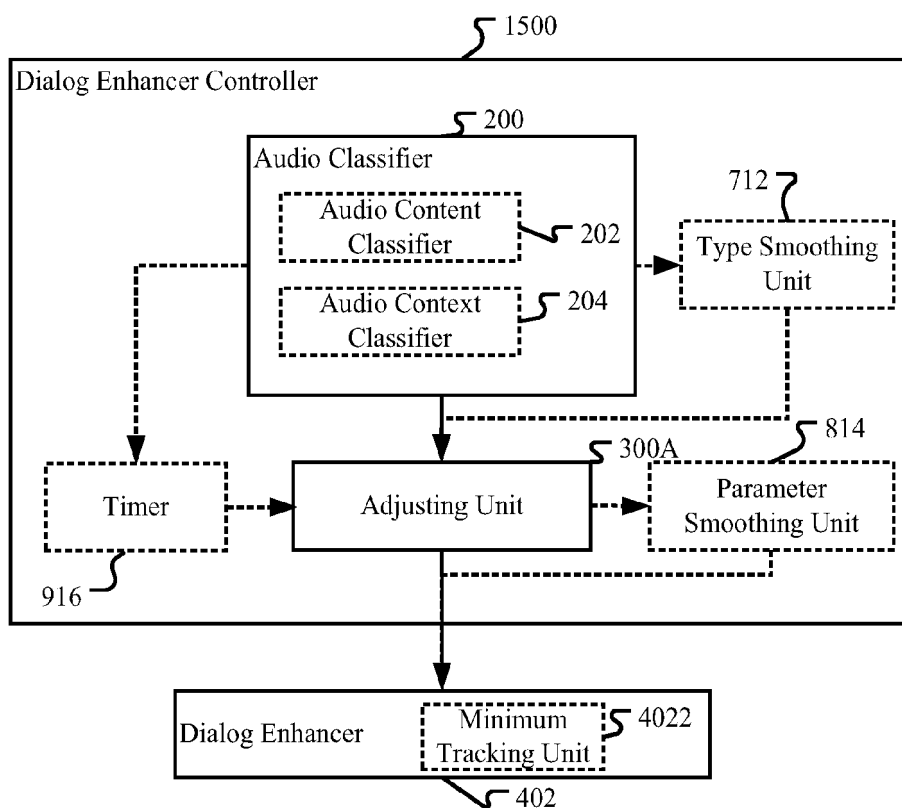 1500
Dialog Enhancer Controller
200
Audio Classifier
Audio Content
Classifier
202
Audio Context
Classifier
204
712
Type Smoothing
Unit
814
300A
Timer
Adjusting Unit
Parameter
Smoothing Unit
916
Dialog Enhancer
Minimum
Tracking Unit
4022
402